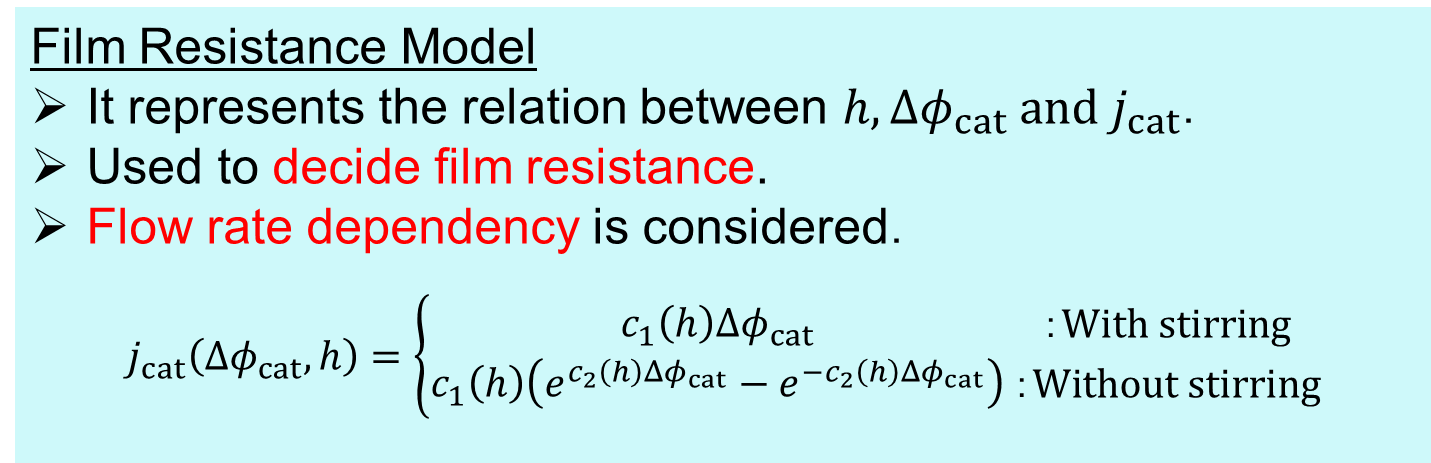 Film Resistance Model
➢ It represents the relation between ℎ, Δ𝜙cat and 𝑗cat.
➢ Used to decide film resistance.
➢ Flow rate dependency is considered.
𝑗cat(Δ𝜙cat, ℎ) = { 𝑐₁(ℎ)Δ𝜙cat : With stirring
𝑐₁(ℎ)(𝑒^{𝑐₂(ℎ)Δ𝜙cat} − 𝑒^{−𝑐₂(ℎ)Δ𝜙cat}) : Without stirring